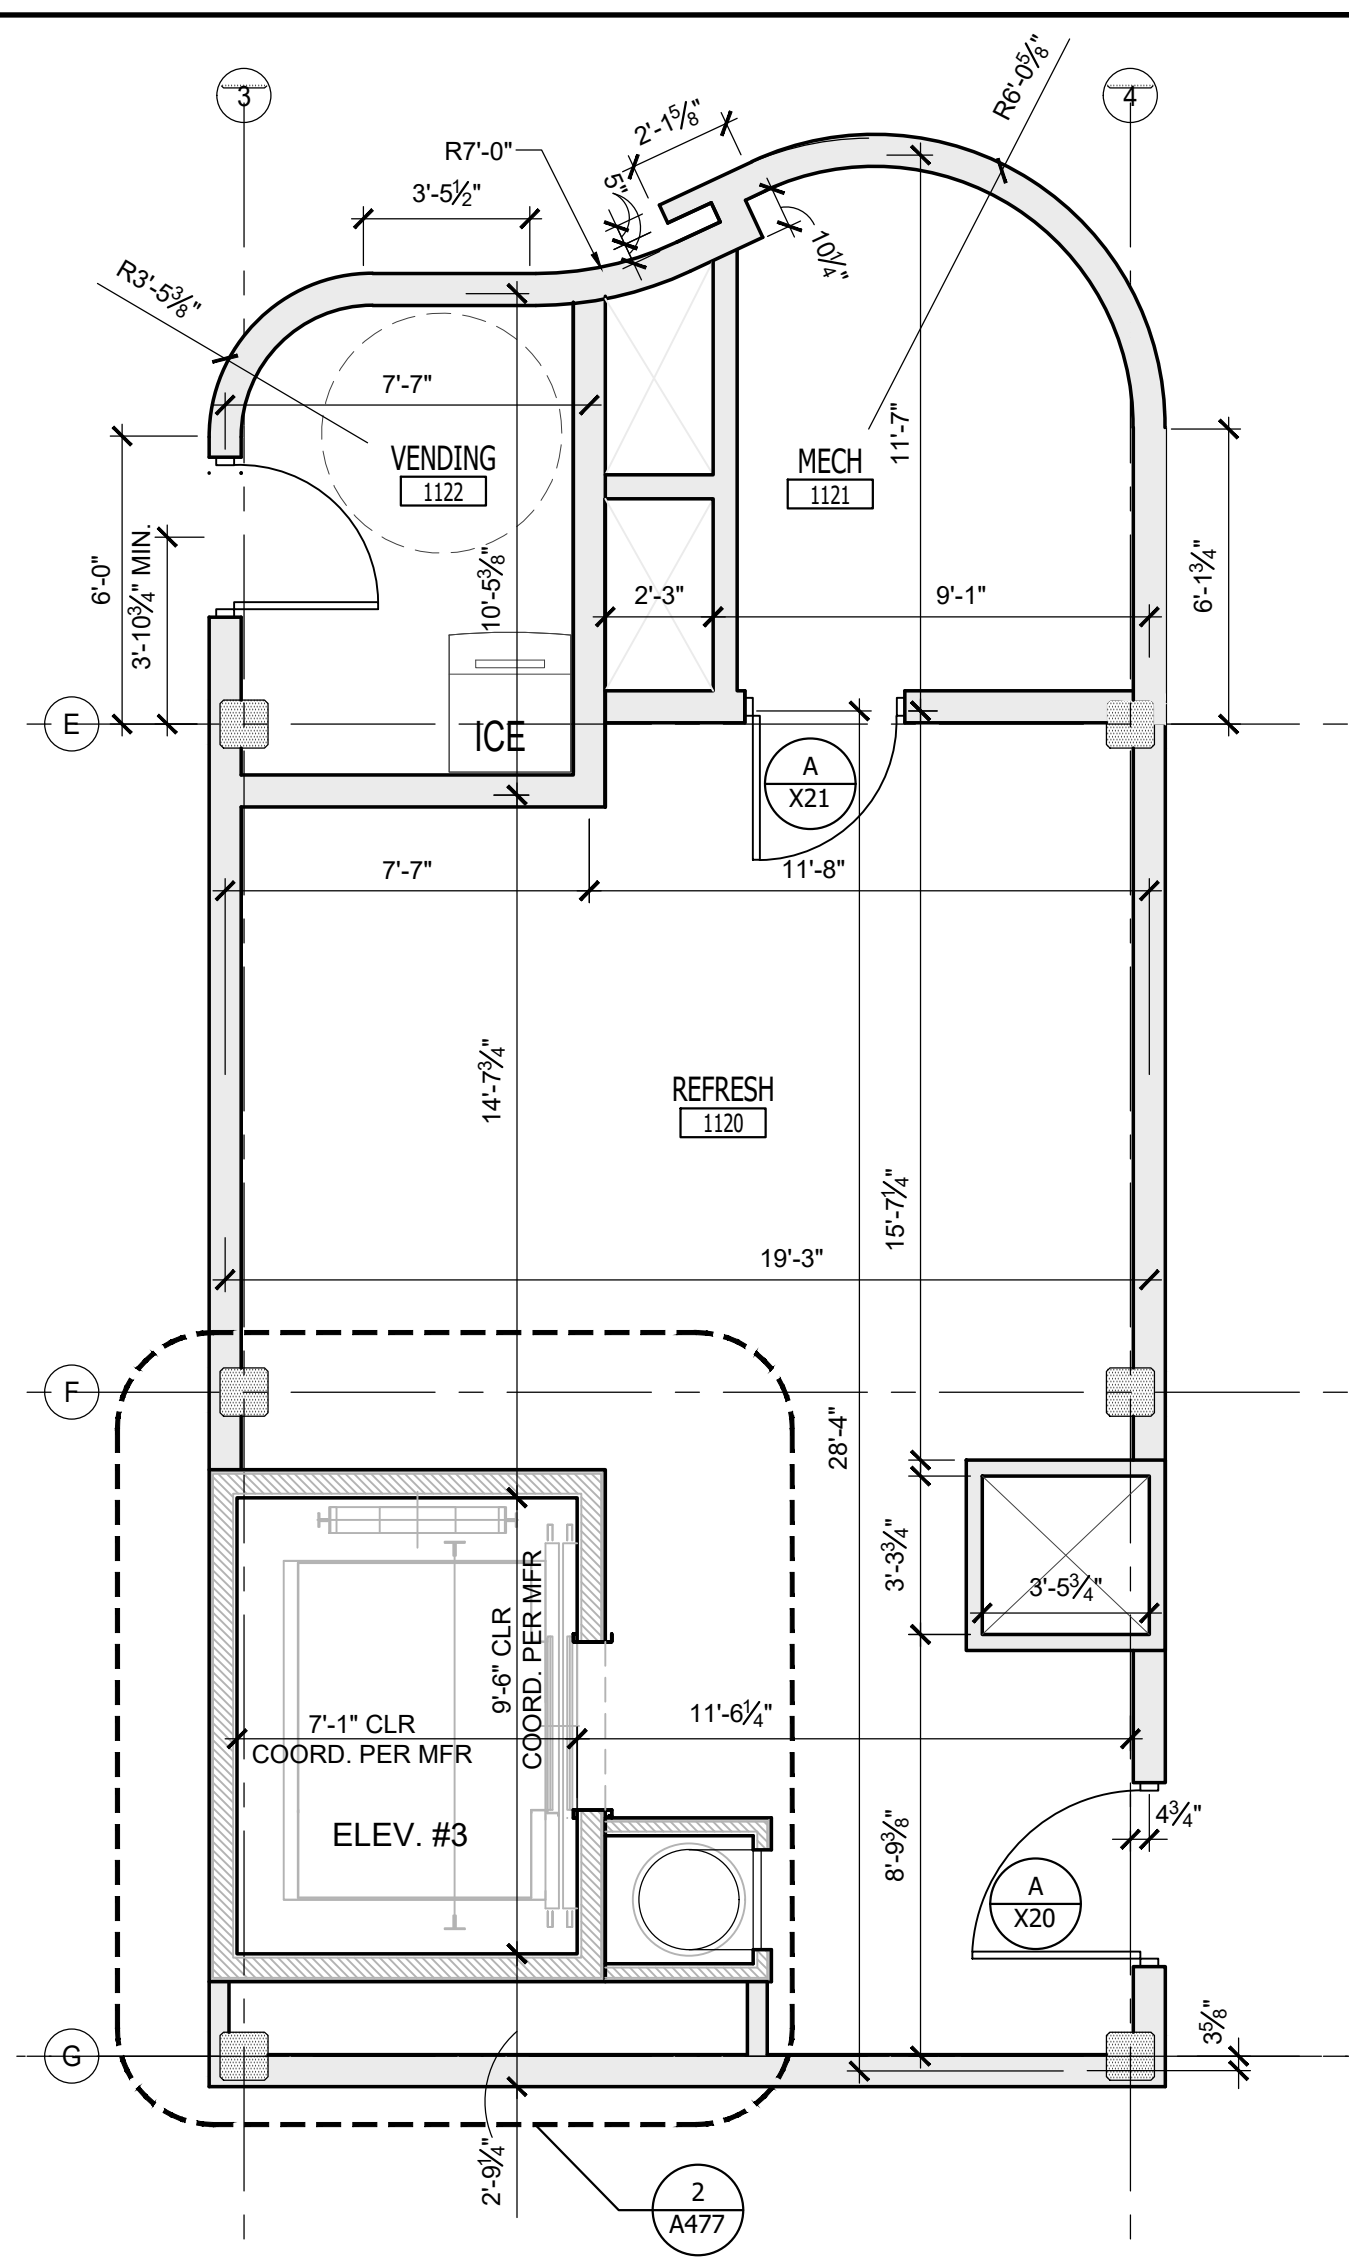 3
4
R6'-0⅝"
2'-1⅝"
R7'-0"
5"
3'-5½"
10¼"
R3'-5⅜"
7'-7"
11'-7"
VENDING
1122
MECH
1121
6'-0"
3'-10¾" MIN.
10'-5⅜"
2'-3"
9'-1"
6'-1¾"
E
ICE
A
X21
7'-7"
11'-8"
14'-7¾"
REFRESH
1120
15'-7¼"
19'-3"
F
28'-4"
3'-3¾"
3'-5¾"
9'-6" CLR
COORD. PER MFR
7'-1" CLR
COORD. PER MFR
11'-6¼"
ELEV. #3
8'-9⅜"
4¾"
A
X20
3⅝"
G
2'-9¼"
2
A477